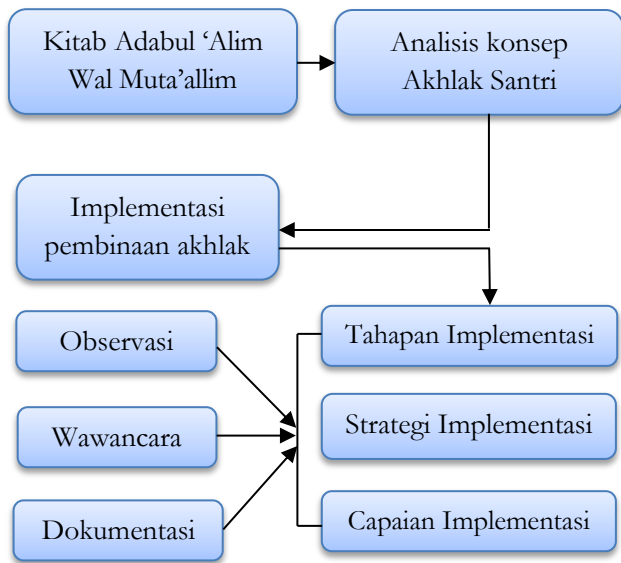 Kitab Adabul ‘Alim
Wal Muta’allim
Analisis konsep
Akhlak Santri
Implementasi
pembinaan akhlak
Observasi
Wawancara
Dokumentasi
Tahapan Implementasi
Strategi Implementasi
Capaian Implementasi